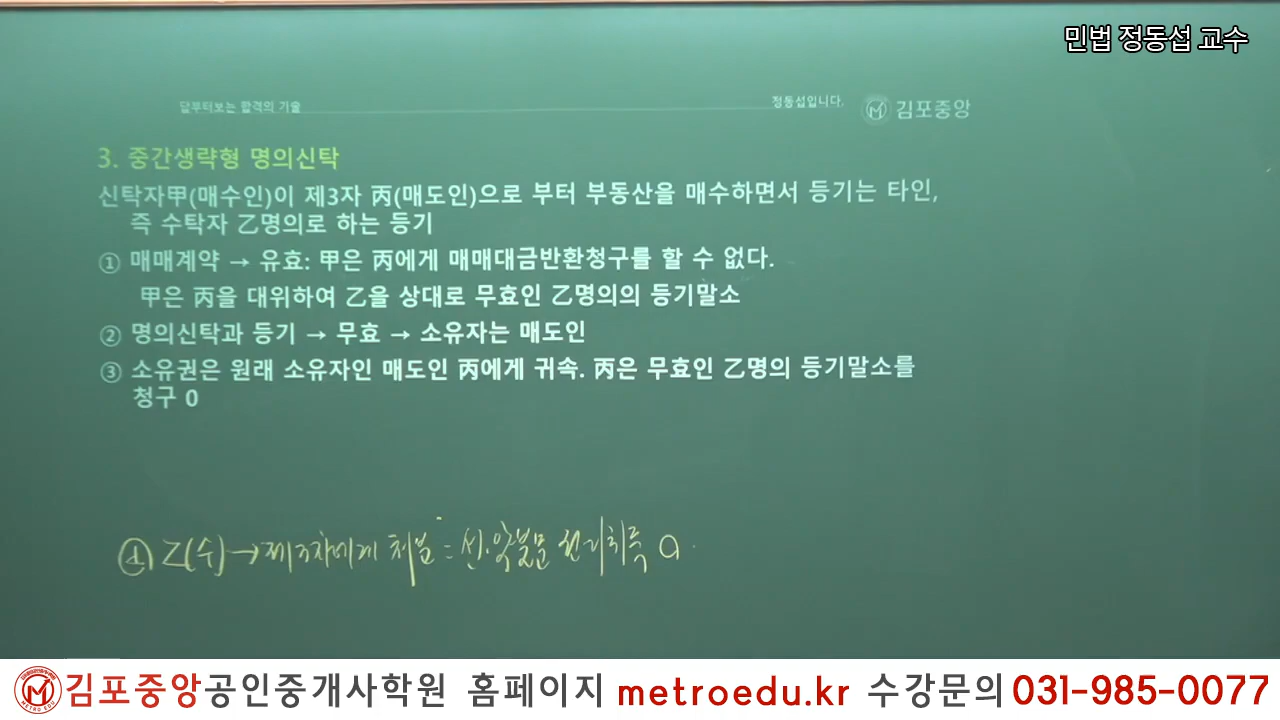 민법 정동섭 교수
달부터보는 합격의 기술
정동섭입니다.
김포중앙
3. 중간생략형 명의신탁
신탁자甲(매수인)이 제3자 丙(매도인)으로 부터 부동산을 매수하면서 등기는 타인,
즉 수탁자 乙명의로 하는 등기
① 매매계약 → 유효: 甲은 丙에게 매매대금반환청구를 할 수 없다.
甲은 丙을 대위하여 乙을 상대로 무효인 乙명의의 등기말소
② 명의신탁과 등기 → 무효 → 소유자는 매도인
③ 소유권은 원래 소유자인 매도인 丙에게 귀속. 丙은 무효인 乙명의 등기말소를
청구 0
④ 乙(수)→제3자에게 처분 = 선.악불문 권리취득 O
METRO EDU
김포중앙공인중개사학원 홈페이지 metroedu.kr 수강문의 031-985-0077